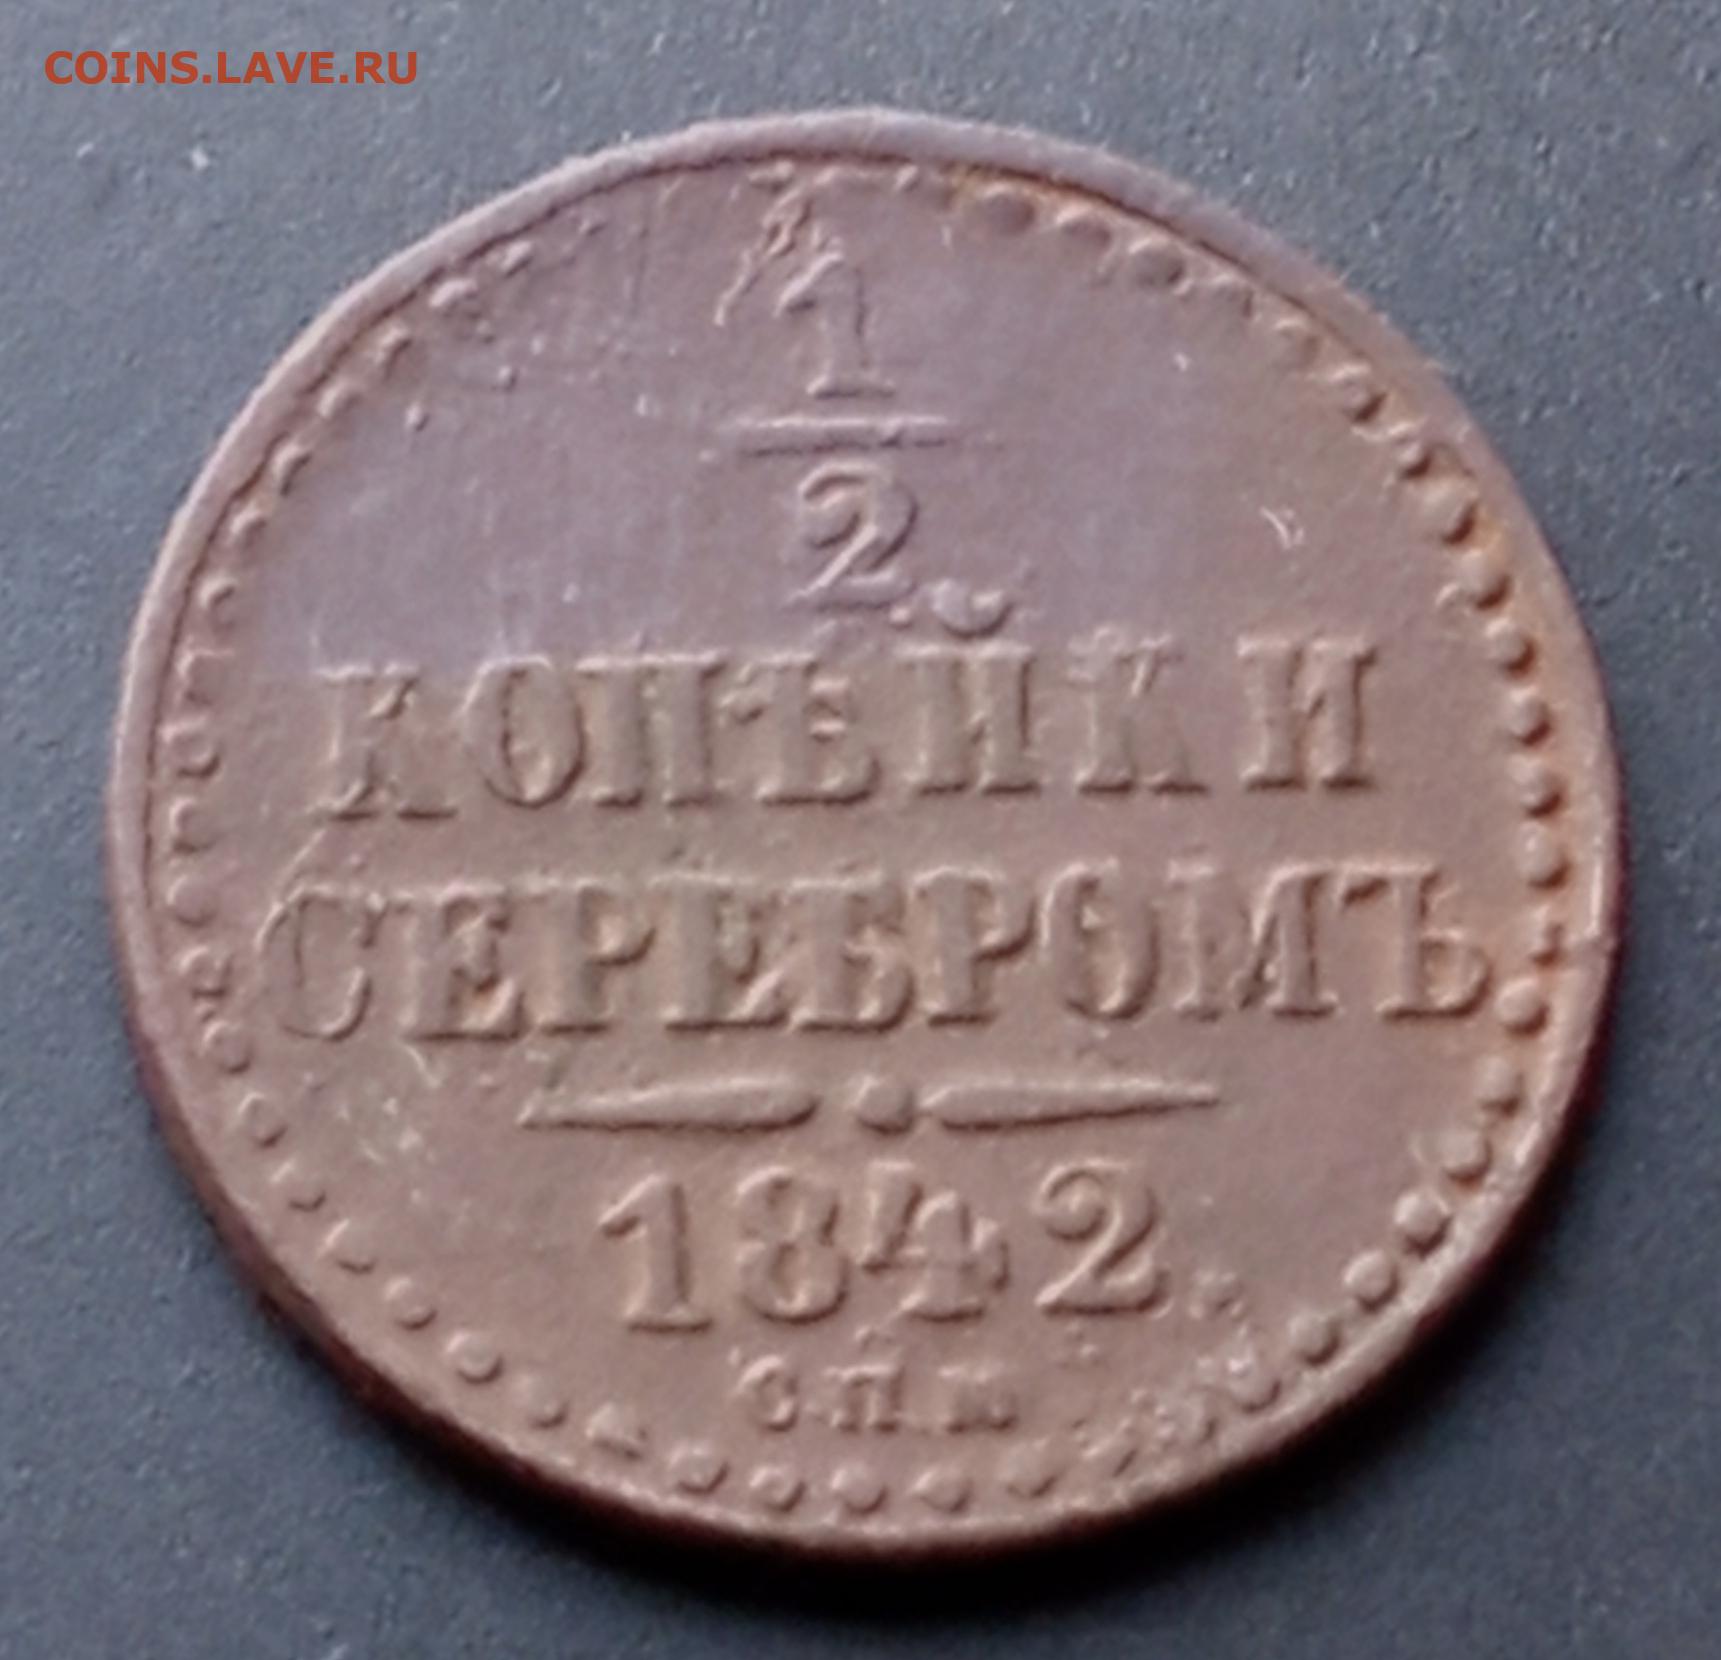 COINS.LAVE.RU
1
2.
КОПѢЙКИ
СЕРЕБРОМЪ
1842.
СПМ